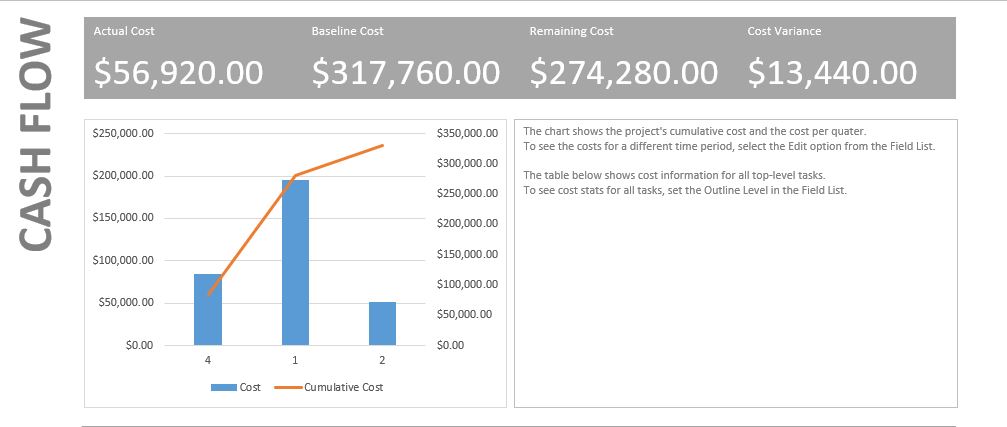 CASH FLOW
Actual Cost
$56,920.00
Baseline Cost
$317,760.00
Remaining Cost
$274,280.00
Cost Variance
$13,440.00
$250,000.00
$200,000.00
$150,000.00
$100,000.00
$50,000.00
$0.00
$350,000.00
$300,000.00
$250,000.00
$200,000.00
$150,000.00
$100,000.00
$50,000.00
$0.00
4 1 2
Cost Cumulative Cost
The chart shows the project's cumulative cost and the cost per quater.
To see the costs for a different time period, select the Edit option from the Field List.
The table below shows cost information for all top-level tasks.
To see cost stats for all tasks, set the Outline Level in the Field List.